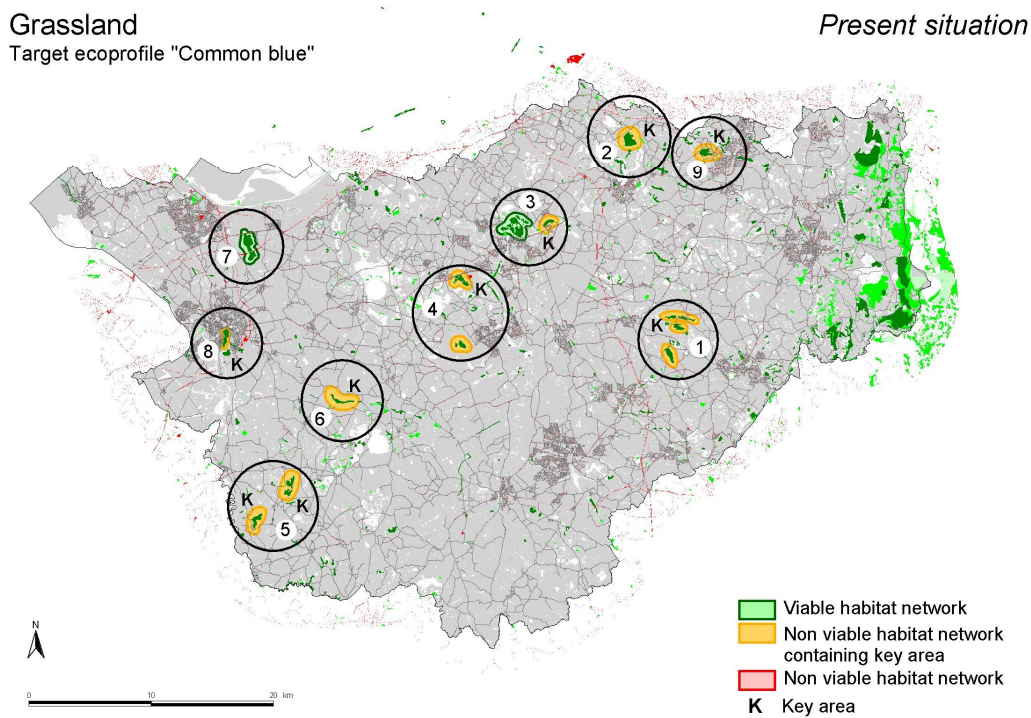 Grassland
Present situation
Target ecoprofile "Common blue"
K
2
K
9
3
K
7
K
4
K
1
8
K
K
6
K
K
5
Viable habitat network
Non viable habitat network
containing key area
Non viable habitat network
K Key area
N
0 10 20 km